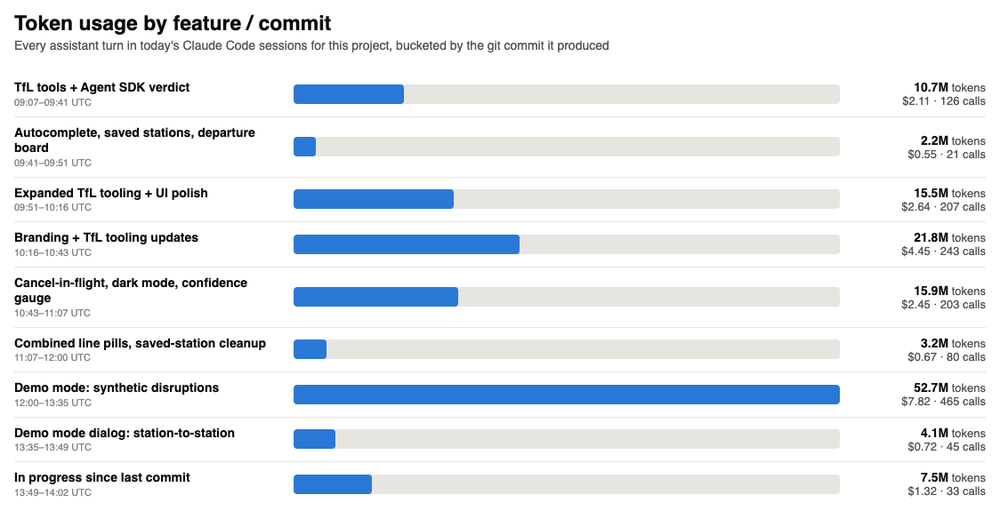 Token usage by feature / commit
Every assistant turn in today's Claude Code sessions for this project, bucketed by the git commit it produced
TfL tools + Agent SDK verdict
09:07–09:41 UTC
10.7M tokens
$2.11 · 126 calls
Autocomplete, saved stations, departure
board
09:41–09:51 UTC
2.2M tokens
$0.55 · 21 calls
Expanded TfL tooling + UI polish
09:51–10:16 UTC
15.5M tokens
$2.64 · 207 calls
Branding + TfL tooling updates
10:16–10:43 UTC
21.8M tokens
$4.45 · 243 calls
Cancel-in-flight, dark mode, confidence
gauge
10:43–11:07 UTC
15.9M tokens
$2.45 · 203 calls
Combined line pills, saved-station cleanup
11:07–12:00 UTC
3.2M tokens
$0.67 · 80 calls
Demo mode: synthetic disruptions
12:00–13:35 UTC
52.7M tokens
$7.82 · 465 calls
Demo mode dialog: station-to-station
13:35–13:49 UTC
4.1M tokens
$0.72 · 45 calls
In progress since last commit
13:49–14:02 UTC
7.5M tokens
$1.32 · 33 calls